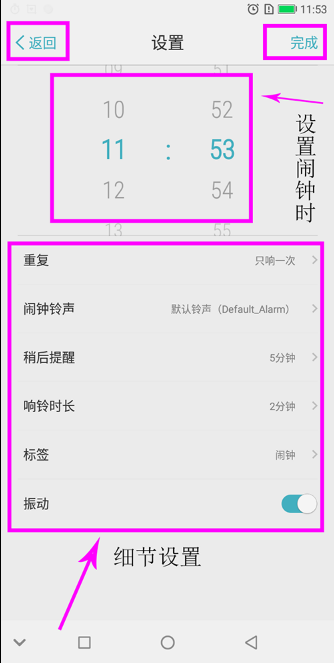 11:53
返回
设置
完成
09 51
10 52
11 : 53
12 54
13 55
设置闹钟时
重复 只响一次
闹钟铃声 默认铃声（Default_Alarm）
稍后提醒 5分钟
响铃时长 2分钟
标签 闹钟
振动
细节设置